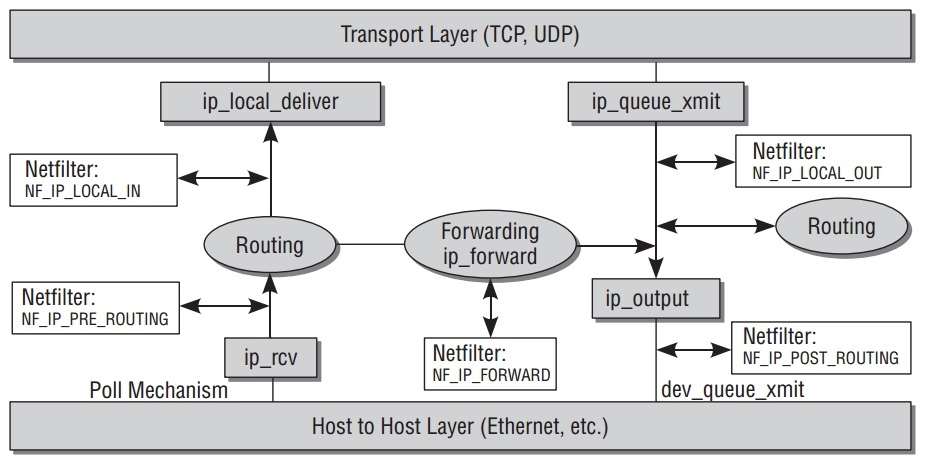 Transport Layer (TCP, UDP)
ip_local_deliver
ip_queue_xmit
Netfilter:
NF_IP_LOCAL_IN
Netfilter:
NF_IP_LOCAL_OUT
Routing
Forwarding
ip_forward
Routing
Netfilter:
NF_IP_PRE_ROUTING
ip_output
ip_rcv
Netfilter:
NF_IP_FORWARD
Netfilter:
NF_IP_POST_ROUTING
Poll Mechanism
dev_queue_xmit
Host to Host Layer (Ethernet, etc.)